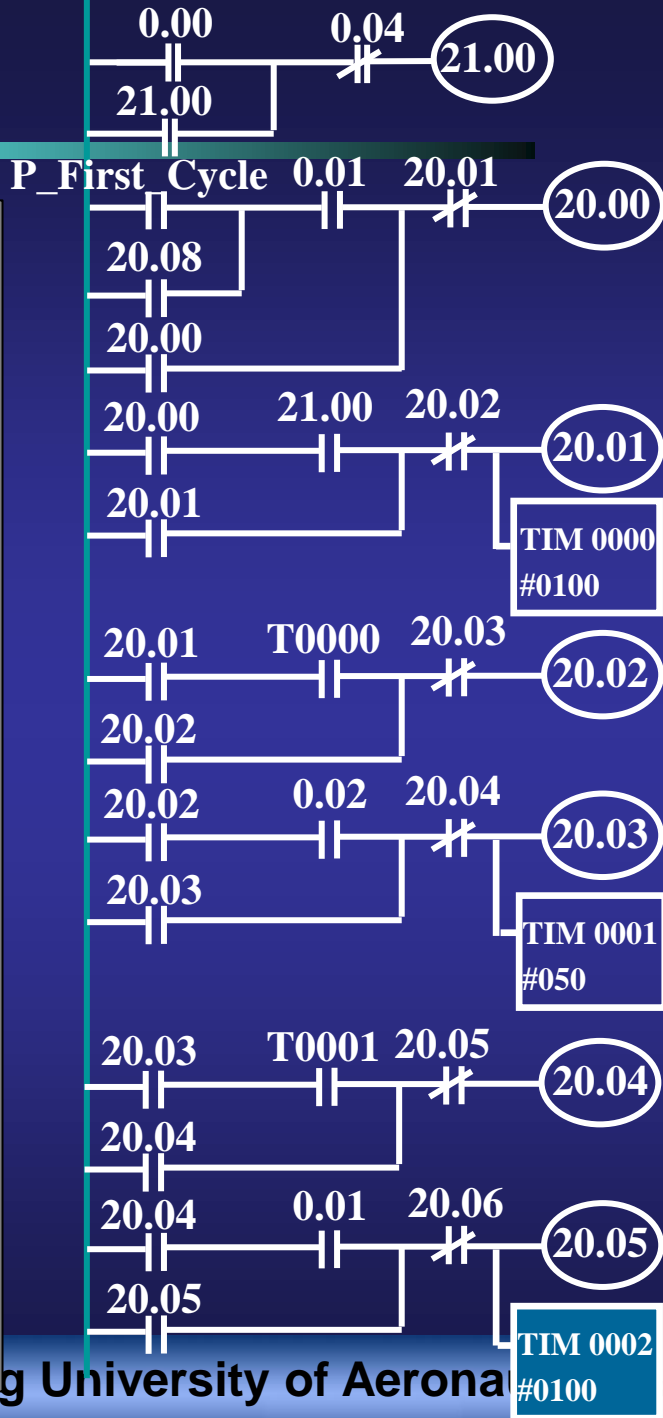 0.00 0.04
21.00
21.00
P_First_Cycle 0.01 20.01
20.00
20.08
20.00
20.00 21.00 20.02
20.01
20.01
TIM 0000
#0100
20.01 T0000 20.03
20.02
20.02
20.02 0.02 20.04
20.03
20.03
TIM 0001
#050
20.03 T0001 20.05
20.04
20.04
20.04 0.01 20.06
20.05
20.05
TIM 0002
#0100
g University of Aerona